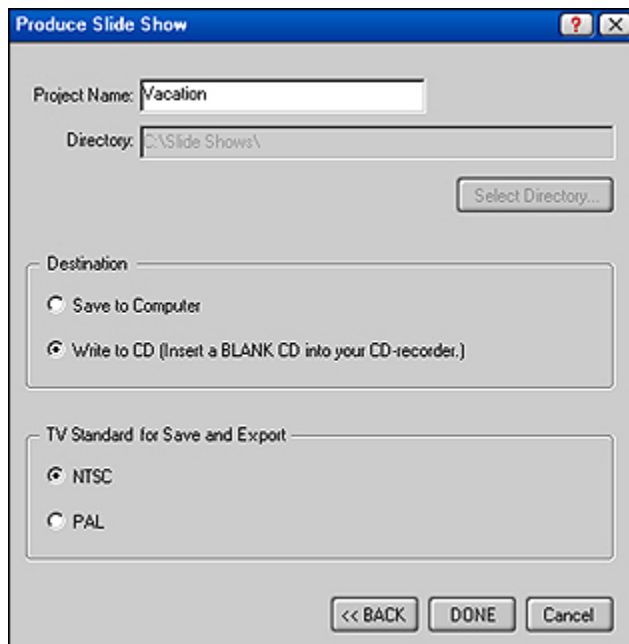 Produce Slide Show
Project Name: Vacation
Directory: C:\Slide Shows\
Select Directory...
Destination
Save to Computer
Write to CD (Insert a BLANK CD into your CD-recorder.)
TV Standard for Save and Export
NTSC
PAL
<< BACK DONE Cancel